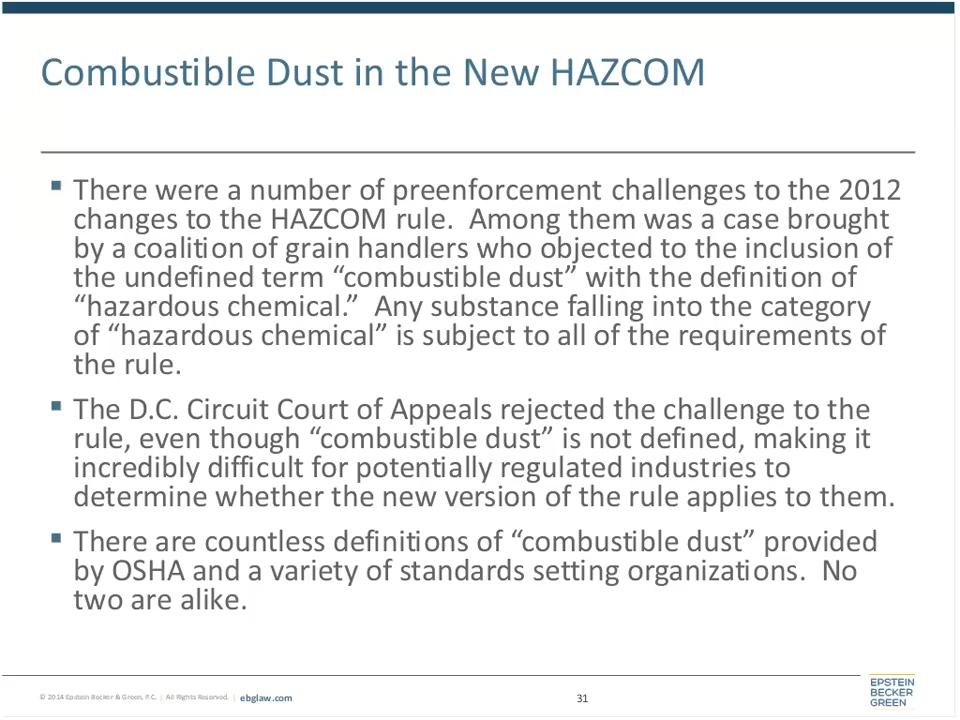 Combustible Dust in the New HAZCOM
▪ There were a number of preenforcement challenges to the 2012
changes to the HAZCOM rule.  Among them was a case brought
by a coalition of grain handlers who objected to the inclusion of
the undefined term “combustible dust” with the definition of
“hazardous chemical.”  Any substance falling into the category
of “hazardous chemical” is subject to all of the requirements of
the rule.
▪ The D.C. Circuit Court of Appeals rejected the challenge to the
rule, even though “combustible dust” is not defined, making it
incredibly difficult for potentially regulated industries to
determine whether the new version of the rule applies to them.
▪ There are countless definitions of “combustible dust” provided
by OSHA and a variety of standards setting organizations.  No
two are alike.
© 2014 Epstein Becker & Green, P.C. | All Rights Reserved. | ebglaw.com
31
EPSTEIN
BECKER
GREEN